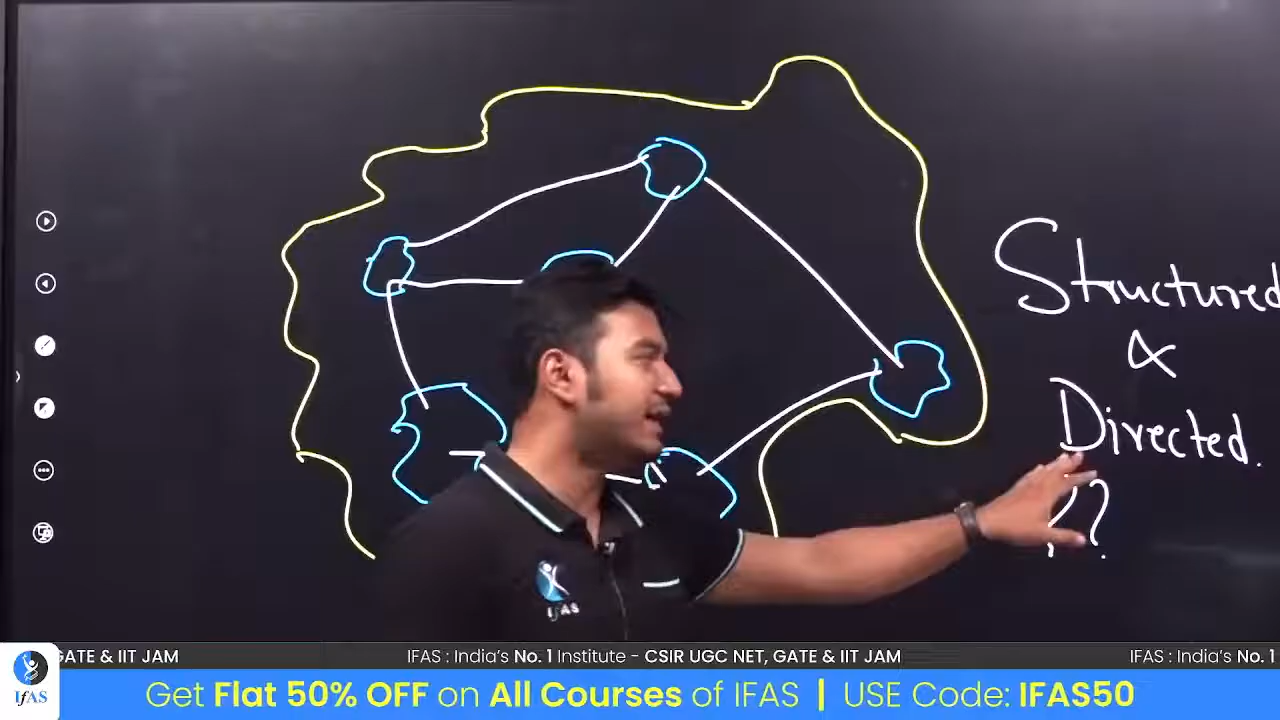 Structured
&
Directed.
??
IFAS
GATE & IIT JAM
IFAS : India's No. 1 Institute - CSIR UGC NET, GATE & IIT JAM
IFAS : India's No. 1
IFAS
Get Flat 50% OFF on All Courses of IFAS | USE Code: IFAS50